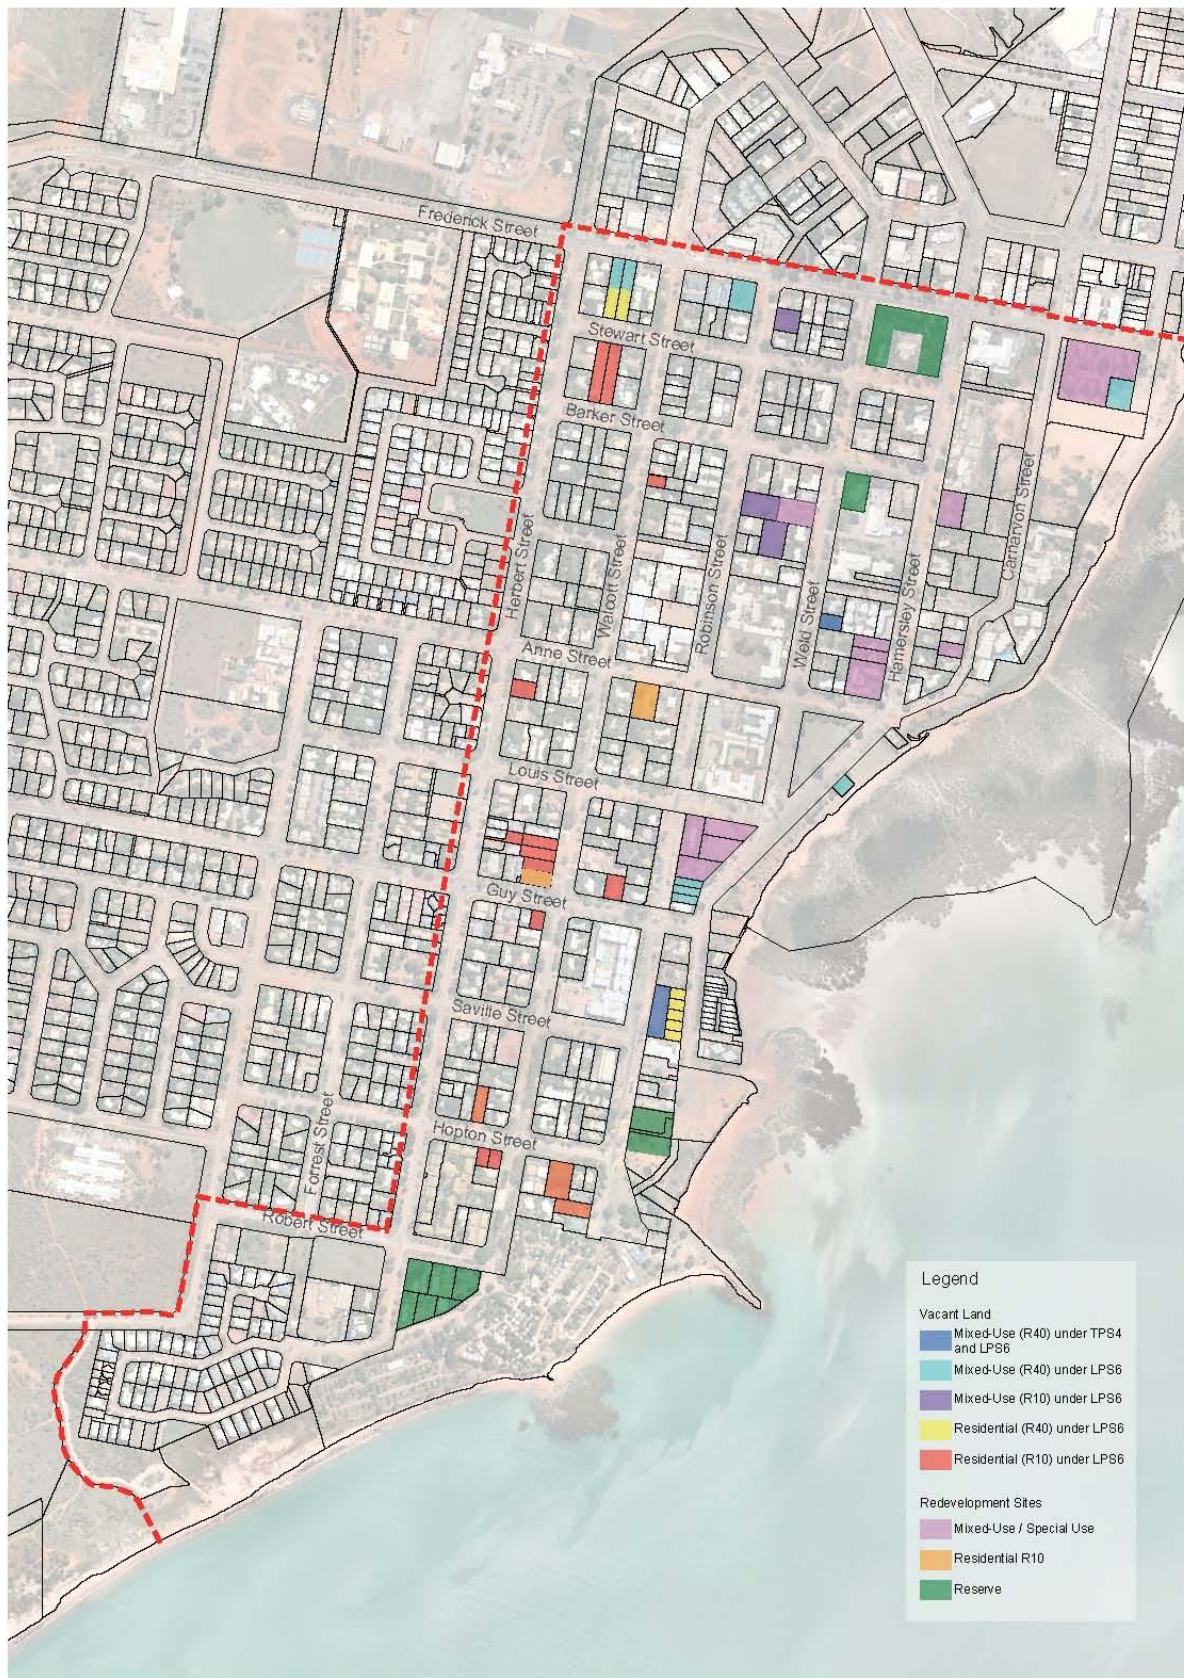 Frederick Street
Stewart Street
Barker Street
Carnarvon Street
Herbert Street
Walcott Street
Robinson Street
Weld Street
Hamersley Street
Anne Street
Louis Street
Guy Street
Saville Street
Hopton Street
Forrest Street
Robert Street
Legend
Vacant Land
Mixed-Use (R40) under TPS4
and LPS6
Mixed-Use (R40) under LPS6
Mixed-Use (R10) under LPS6
Residential (R40) under LPS6
Residential (R10) under LPS6
Redevelopment Sites
Mixed-Use / Special Use
Residential R10
Reserve